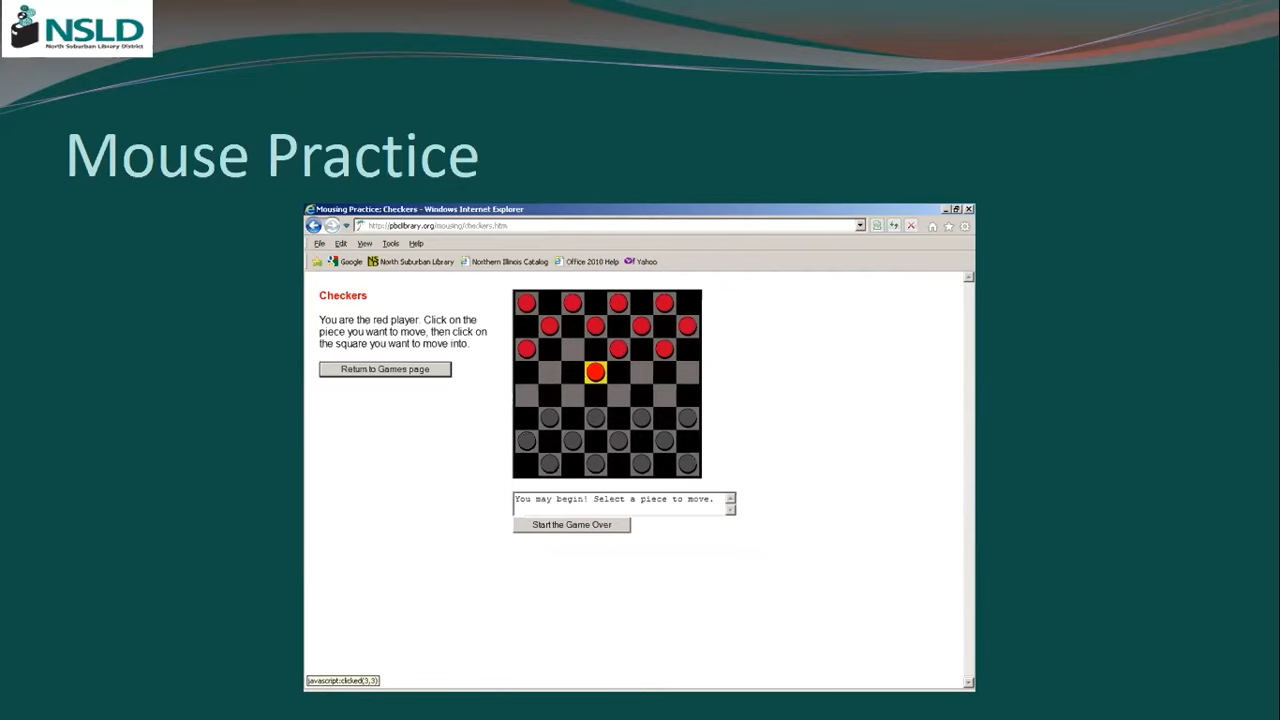 NSLD
North Suburban Library District
Mouse Practice
Mousing Practice: Checkers - Windows Internet Explorer
http://pbclibrary.org/mousing/checkers.htm
File Edit View Tools Help
Google North Suburban Library Northern Illinois Catalog Office 2010 Help Yahoo
Checkers
You are the red player. Click on the
piece you want to move, then click on
the square you want to move into.
Return to Games page
You may begin! Select a piece to move.
Start the Game Over
javascript:clicked(3,3)